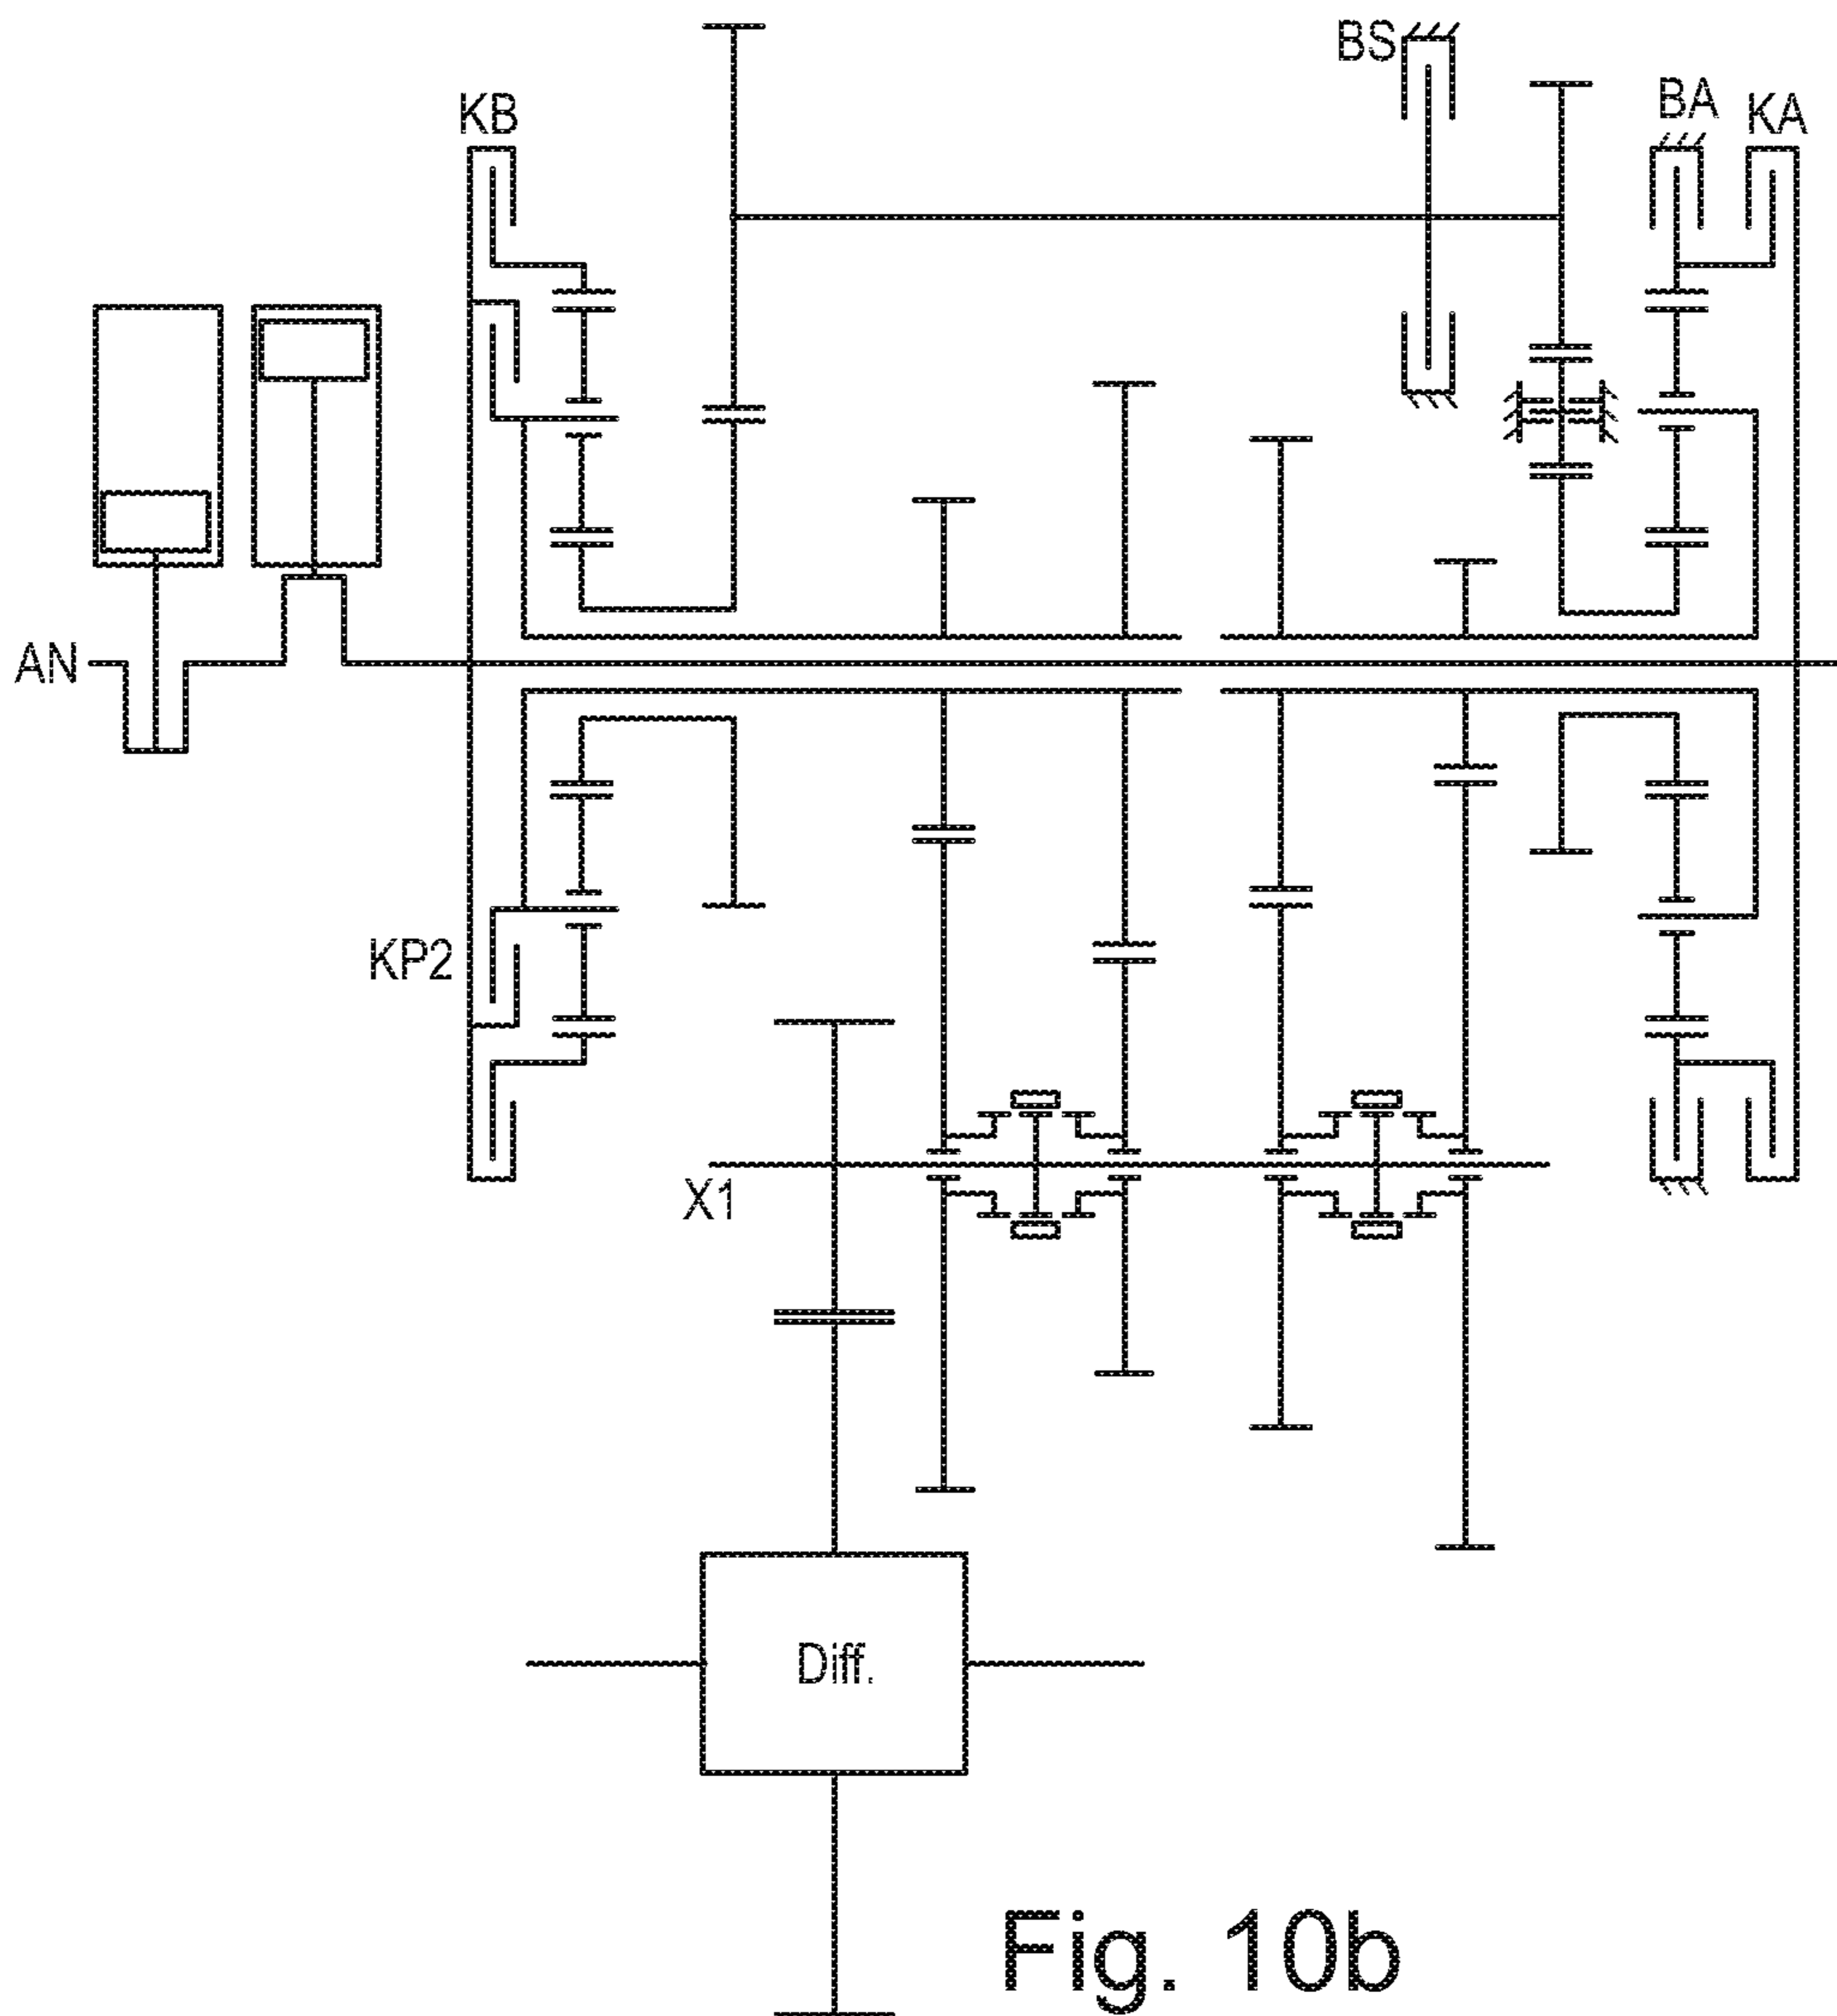 BS
BA
KA
KB
AN
KP2
X1
Diff.
Fig. 10b